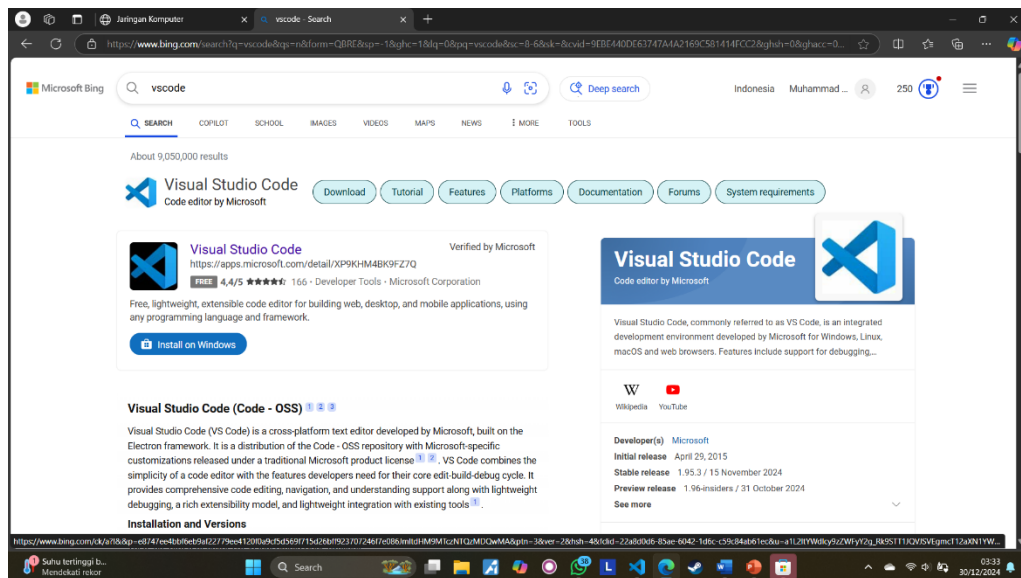 Jaringan Komputer
vscode - Search
https://www.bing.com/search?q=vscode&qs=n&form=QBRE&sp=-1&ghc=1&lq=0&pq=vscode&sc=8-6&sk=&cvid=9EBE440DE63747A4A2169C581414FCC2&ghsh=0&ghacc=0...
Microsoft Bing
vscode
Deep search
Indonesia Muhammad ... 250
SEARCH COPILOT SCHOOL IMAGES VIDEOS MAPS NEWS MORE TOOLS
About 9,050,000 results
Visual Studio Code
Code editor by Microsoft
Download Tutorial Features Platforms Documentation Forums System requirements
Visual Studio Code
Verified by Microsoft
https://apps.microsoft.com/detail/XP9KHM4BK9FZ7Q
FREE 4,4/5 166 · Developer Tools · Microsoft Corporation
Free, lightweight, extensible code editor for building web, desktop, and mobile applications, using
any programming language and framework.
Install on Windows
Visual Studio Code (Code - OSS) 1 2 3
Visual Studio Code (VS Code) is a cross-platform text editor developed by Microsoft, built on the
Electron framework. It is a distribution of the Code - OSS repository with Microsoft-specific
customizations released under a traditional Microsoft product license 1 2 . VS Code combines the
simplicity of a code editor with the features developers need for their core edit-build-debug cycle. It
provides comprehensive code editing, navigation, and understanding support along with lightweight
debugging, a rich extensibility model, and lightweight integration with existing tools 1 .
Installation and Versions
Visual Studio Code
Code editor by Microsoft
Visual Studio Code, commonly referred to as VS Code, is an integrated
development environment developed by Microsoft for Windows, Linux,
macOS and web browsers. Features include support for debugging,...
W
Wikipedia YouTube
Developer(s) Microsoft
Initial release April 29, 2015
Stable release 1.95.3 / 15 November 2024
Preview release 1.96-insiders / 31 October 2024
See more
Suhu tertinggi b...
Mendekati rekor
Search
36
L
03:33
30/12/2024